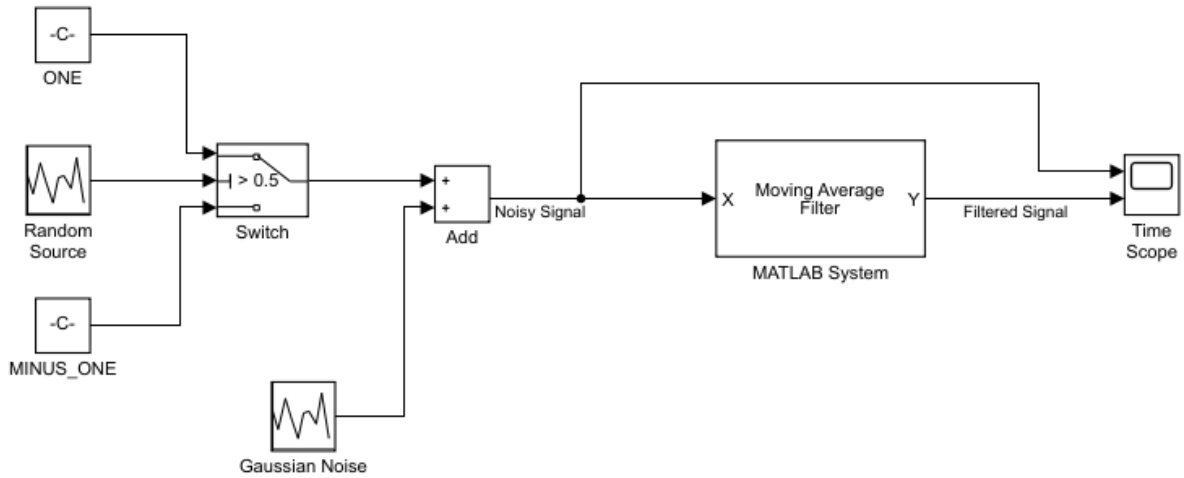 -C-
ONE
Random
Source
> 0.5
Switch
-C-
MINUS_ONE
Gaussian Noise
+
+
Add
Noisy Signal
X
Moving Average
Filter
Y
MATLAB System
Filtered Signal
Time
Scope